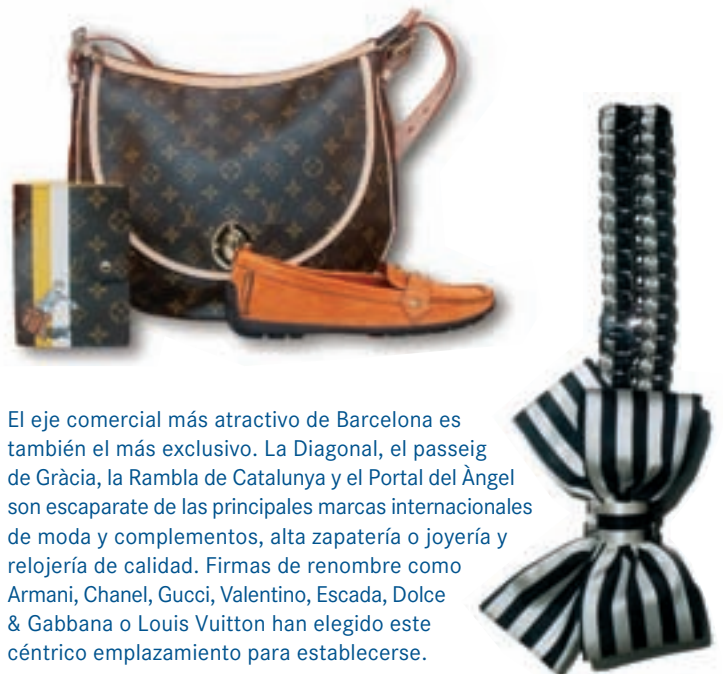 El eje comercial más atractivo de Barcelona es
también el más exclusivo. La Diagonal, el passeig
de Gràcia, la Rambla de Catalunya y el Portal del Àngel
son escaparate de las principales marcas internacionales
de moda y complementos, alta zapatería o joyería y
relojería de calidad. Firmas de renombre como
Armani, Chanel, Gucci, Valentino, Escada, Dolce
& Gabbana o Louis Vuitton han elegido este
céntrico emplazamiento para establecerse.